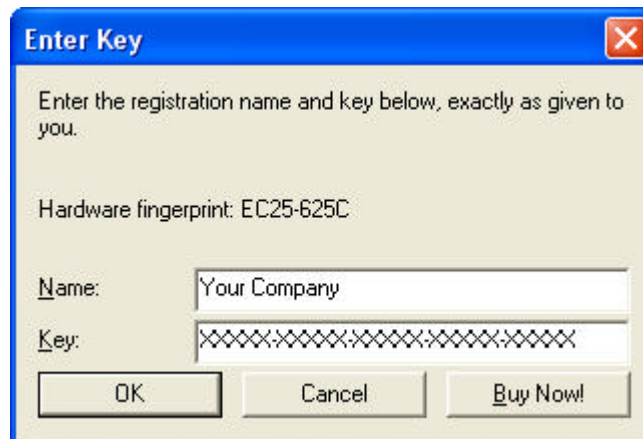 Enter Key
Enter the registration name and key below, exactly as given to
you.
Hardware fingerprint: EC25-625C
Name: Your Company
Key: XXXXX-XXXXX-XXXXX-XXXXX-XXXXX
OK Cancel Buy Now!